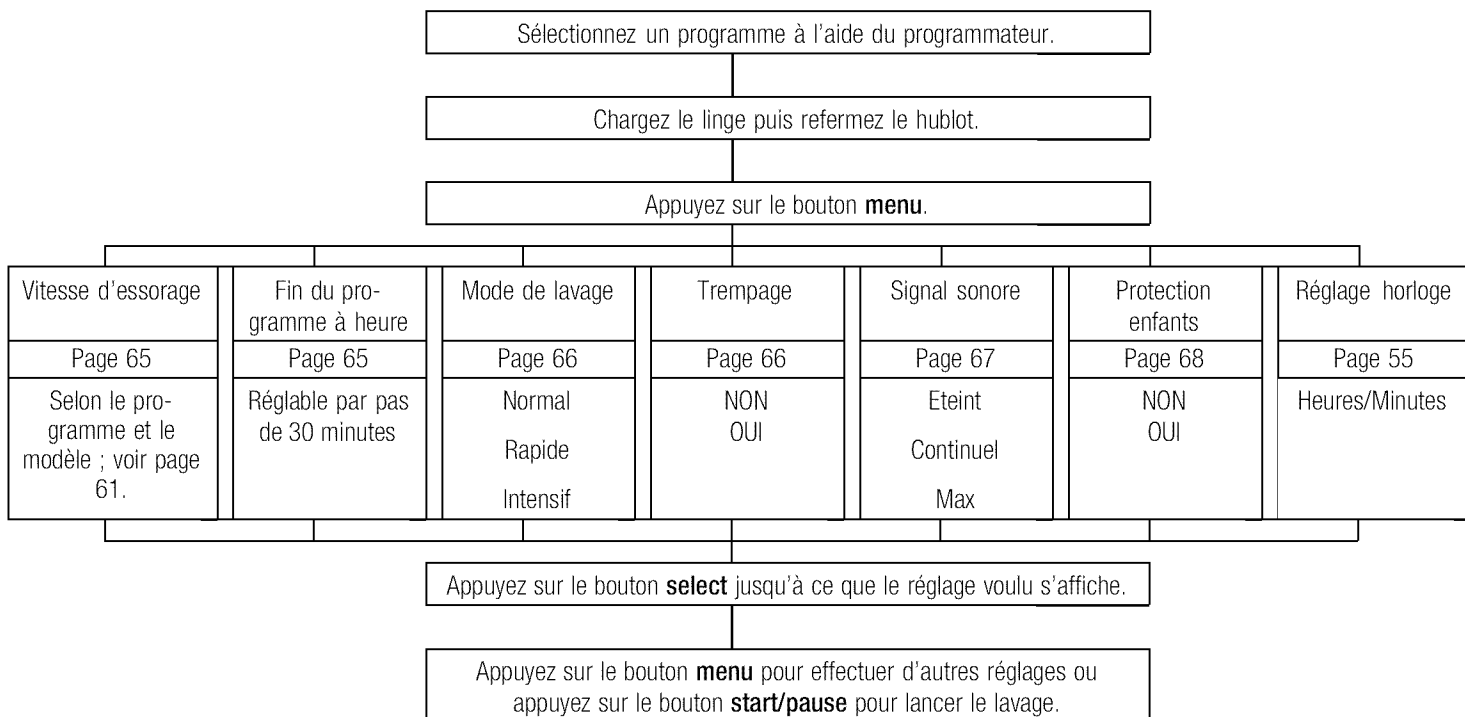 Sélectionnez un programme à l'aide du programmateur.
Chargez le linge puis refermez le hublot.
Appuyez sur le bouton menu.
Vitesse d'essorage
Page 65
Selon le pro-
gramme et le
modèle ; voir page
61.
Fin du pro-
gramme à heure
Page 65
Réglable par pas
de 30 minutes
Mode de lavage
Page 66
Normal
Rapide
Intensif
Trempage
Page 66
NON
OUI
Signal sonore
Page 67
Eteint
Continuel
Max
Protection
enfants
Page 68
NON
OUI
Réglage horloge
Page 55
Heures/Minutes
Appuyez sur le bouton select jusqu'à ce que le réglage voulu s'affiche.
Appuyez sur le bouton menu pour effectuer d'autres réglages ou
appuyez sur le bouton start/pause pour lancer le lavage.